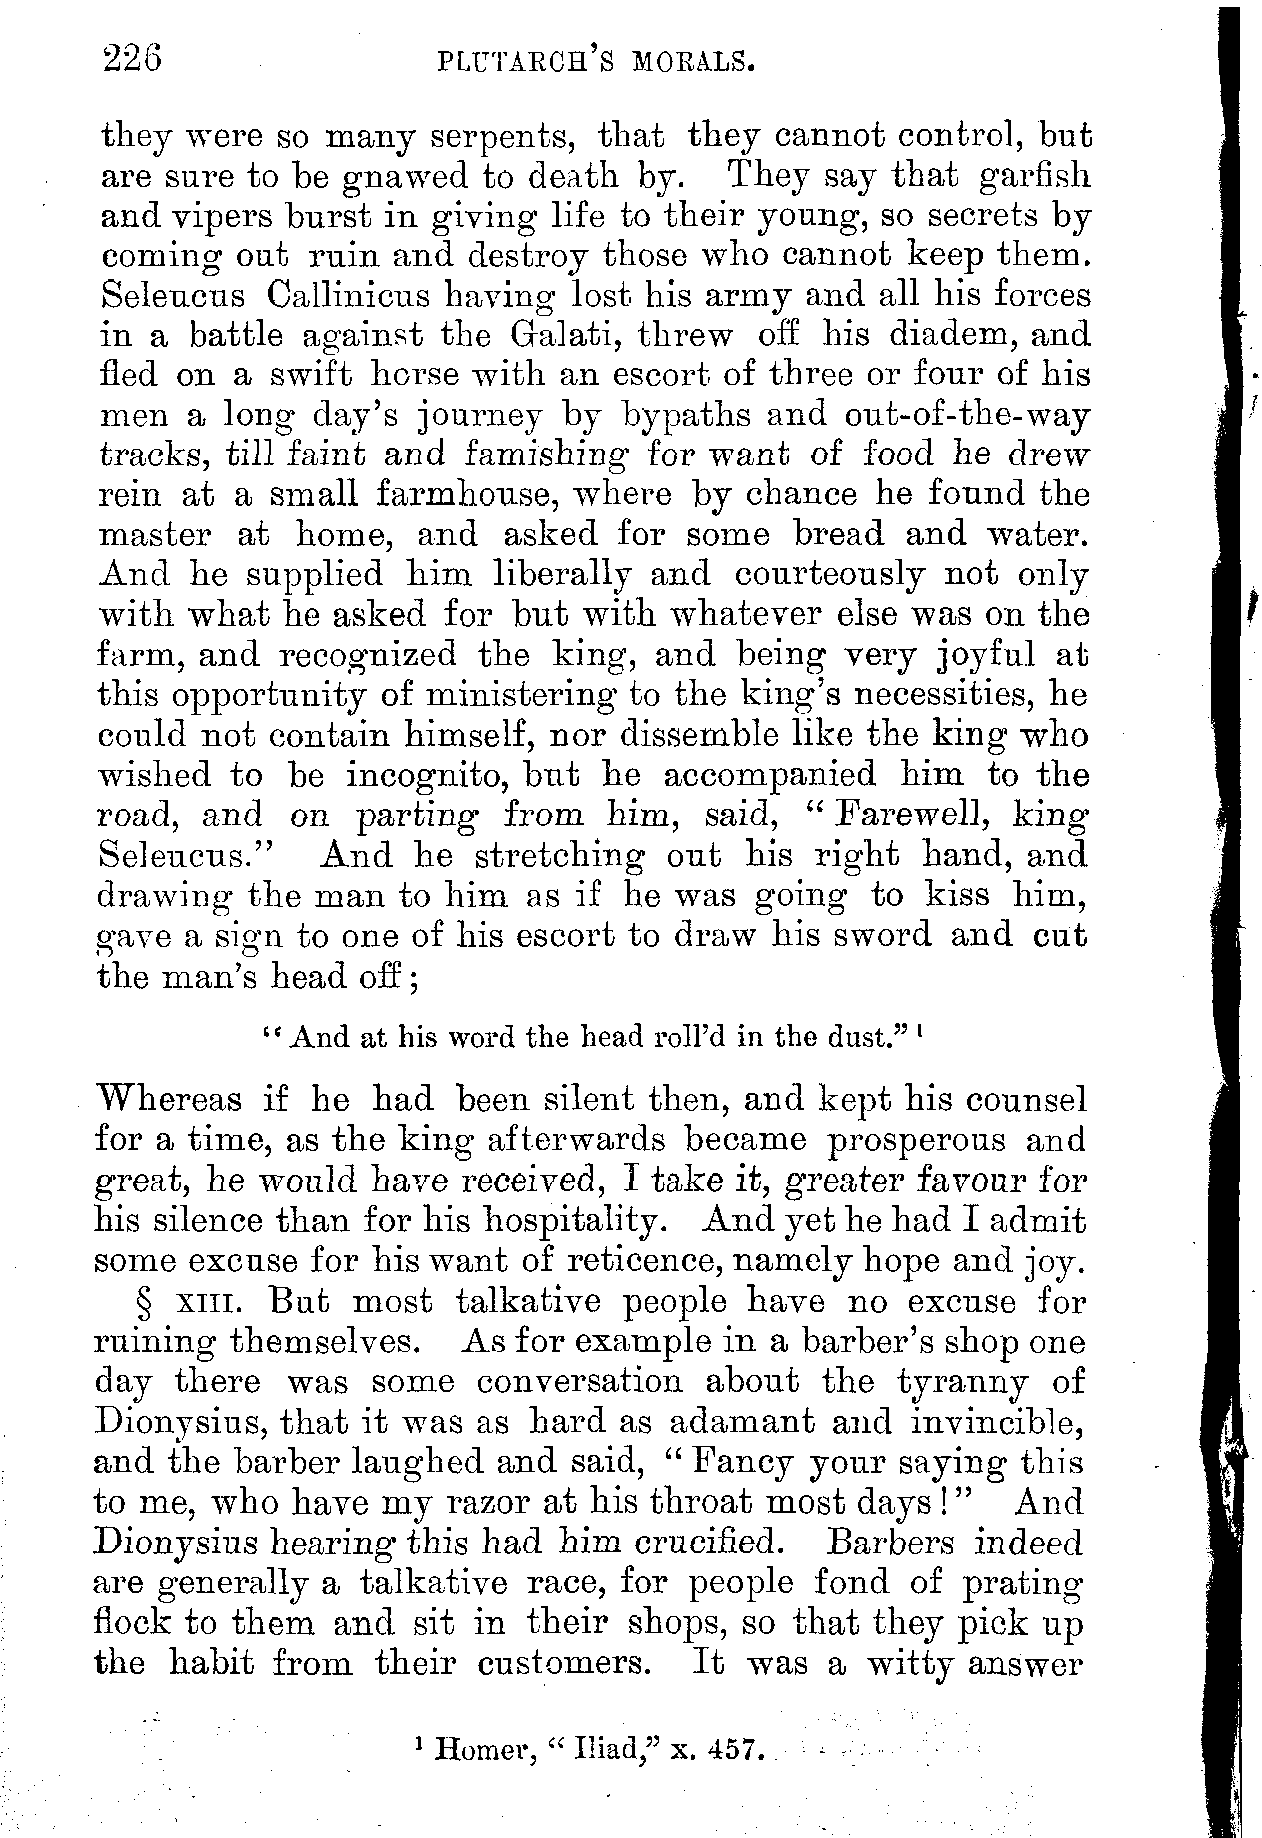 226 PLUTARCH'S MORALS.
they were so many serpents, that they cannot control, but
are sure to be gnawed to death by. They say that garfish
and vipers burst in giving life to their young, so secrets by
coming out ruin and destroy those who cannot keep them.
Seleucus Callinicus having lost his army and all his forces
in a battle against the Galati, threw off his diadem, and
fled on a swift horse with an escort of three or four of his
men a long day's journey by bypaths and out-of-the-way
tracks, till faint and famishing for want of food he drew
rein at a small farmhouse, where by chance he found the
master at home, and asked for some bread and water.
And he supplied him liberally and courteously not only
with what he asked for but with whatever else was on the
farm, and recognized the king, and being very joyful at
this opportunity of ministering to the king's necessities, he
could not contain himself, nor dissemble like the king who
wished to be incognito, but he accompanied him to the
road, and on parting from him, said, “Farewell, king
Seleucus.” And he stretching out his right hand, and
drawing the man to him as if he was going to kiss him,
gave a sign to one of his escort to draw his sword and cut
the man's head off;
“And at his word the head roll'd in the dust.” ¹
Whereas if he had been silent then, and kept his counsel
for a time, as the king afterwards became prosperous and
great, he would have received, I take it, greater favour for
his silence than for his hospitality. And yet he had I admit
some excuse for his want of reticence, namely hope and joy.
§ XIII. But most talkative people have no excuse for
ruining themselves. As for example in a barber's shop one
day there was some conversation about the tyranny of
Dionysius, that it was as hard as adamant and invincible,
and the barber laughed and said, “Fancy your saying this
to me, who have my razor at his throat most days!” And
Dionysius hearing this had him crucified. Barbers indeed
are generally a talkative race, for people fond of prating
flock to them and sit in their shops, so that they pick up
the habit from their customers. It was a witty answer
¹ Homer, “Iliad,” x. 457.